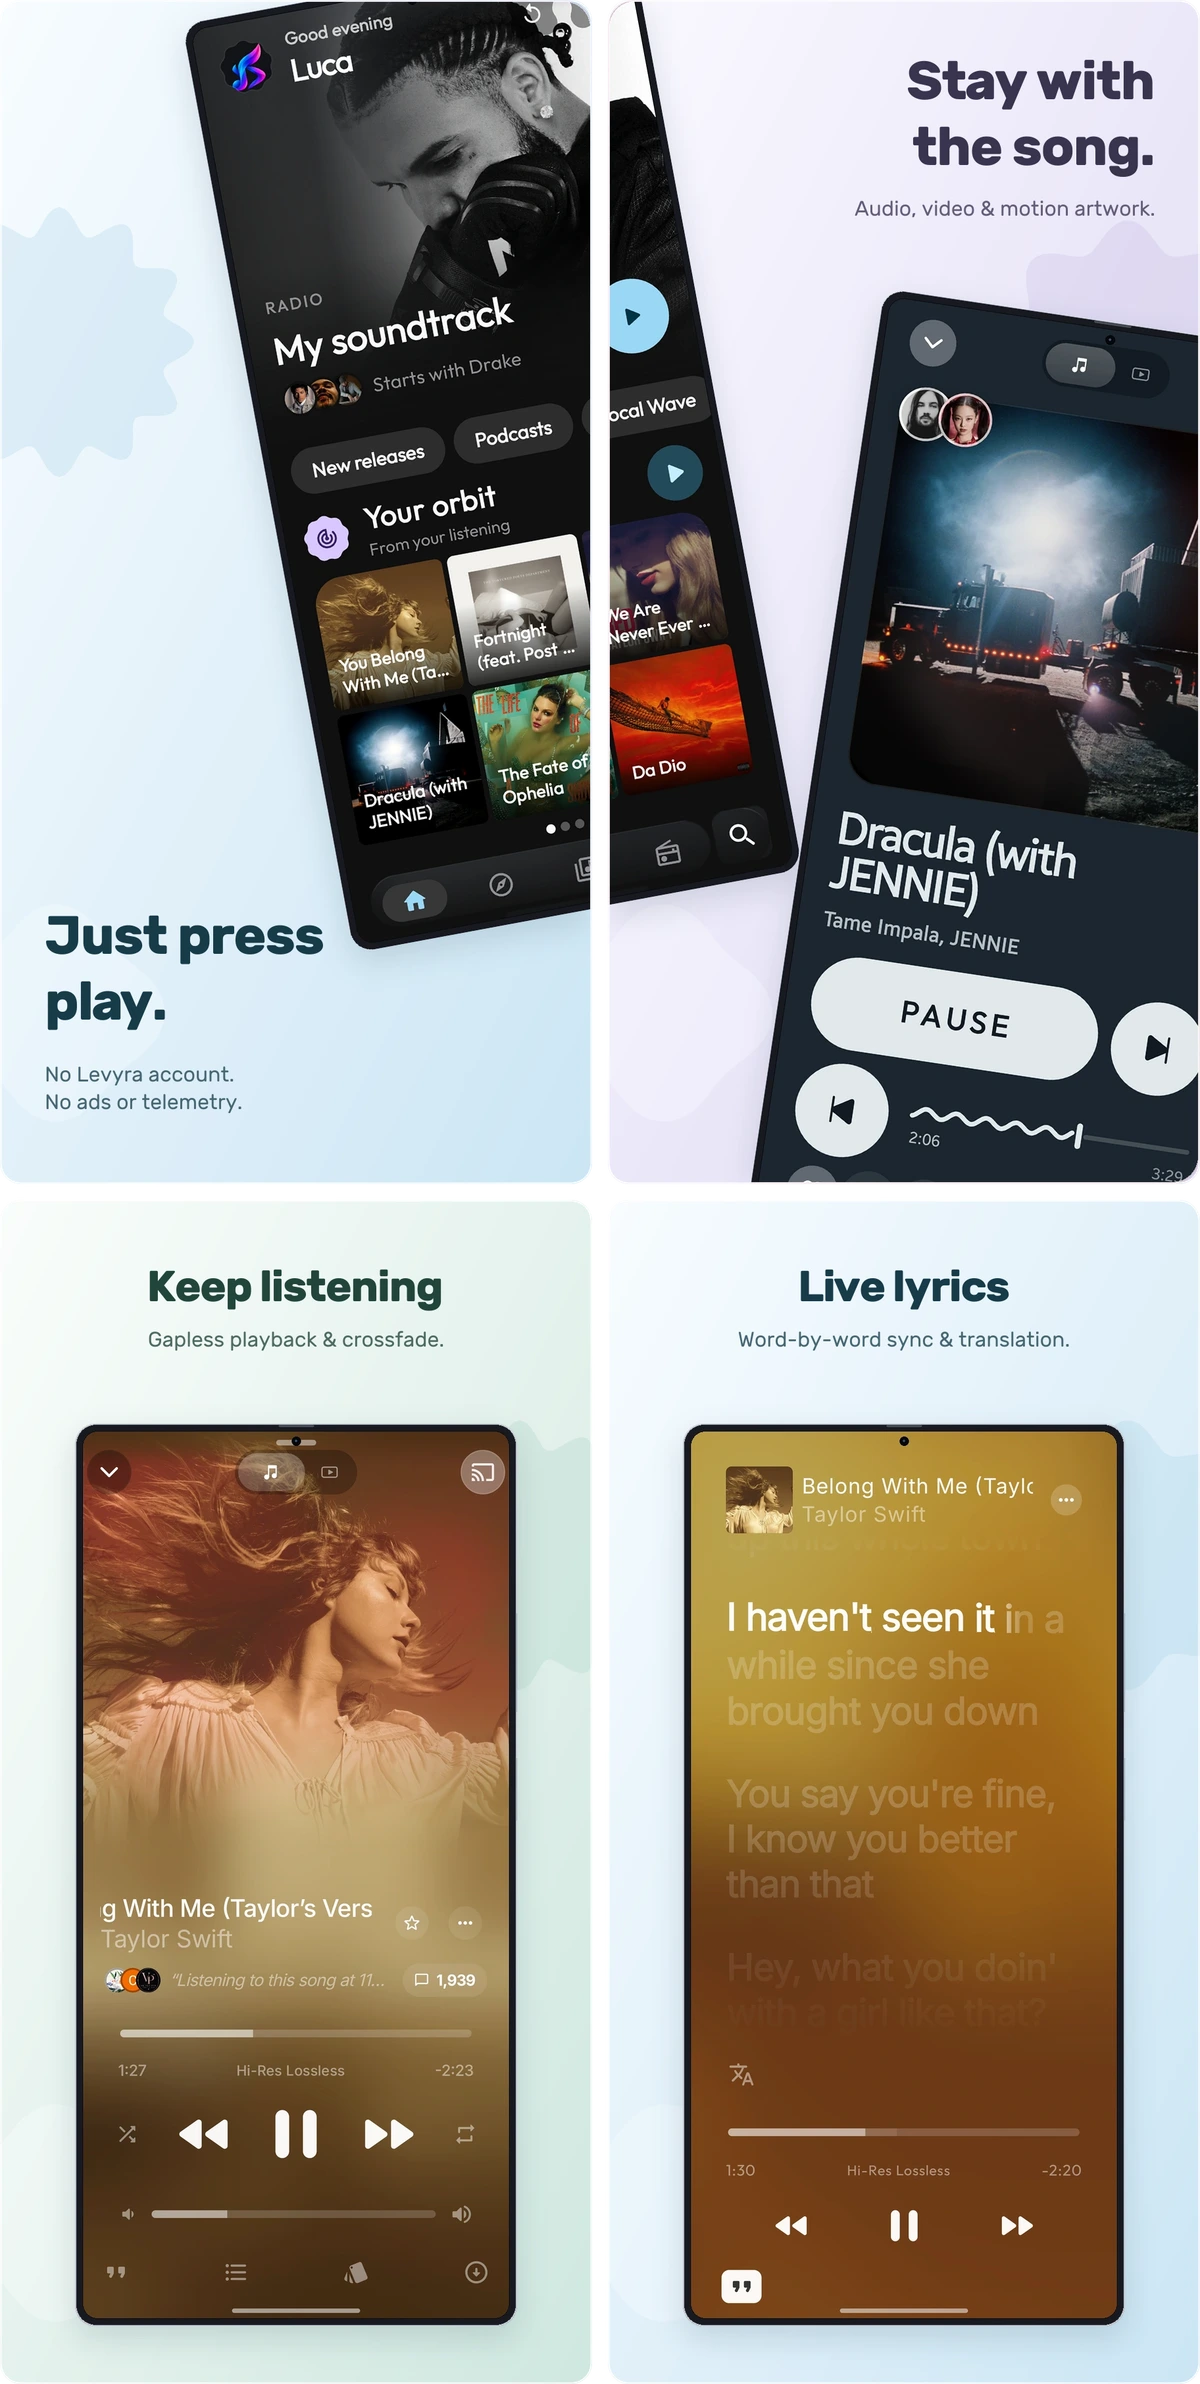 Good evening
Luca
RADIO
My soundtrack
Starts with Drake
New releases
Podcasts
Your orbit
From your listening
You Belong
With Me (Ta...
Fortnight
(feat. Post ...
Dracula (with
JENNIE)
THE LIFE
OF
The Fate of
Ophelia
Just press
play.
No Levyra account.
No ads or telemetry.
Stay with
the song.
Audio, video & motion artwork.
ocal Wave
We Are
Never Ever ...
Da Dio
Dracula (with
JENNIE)
Tame Impala, JENNIE
PAUSE
2:06
3:29
Keep listening
Gapless playback & crossfade.
g With Me (Taylor's Vers
Taylor Swift
"Listening to this song at 11...
1,939
1:27
Hi-Res Lossless
-2:23
Live lyrics
Word-by-word sync & translation.
Belong With Me (Taylo
Taylor Swift
up this whole town
I haven't seen it in a
while since she
brought you down
You say you're fine,
I know you better
than that
Hey, what you doin'
with a girl like that?
1:30
Hi-Res Lossless
-2:20